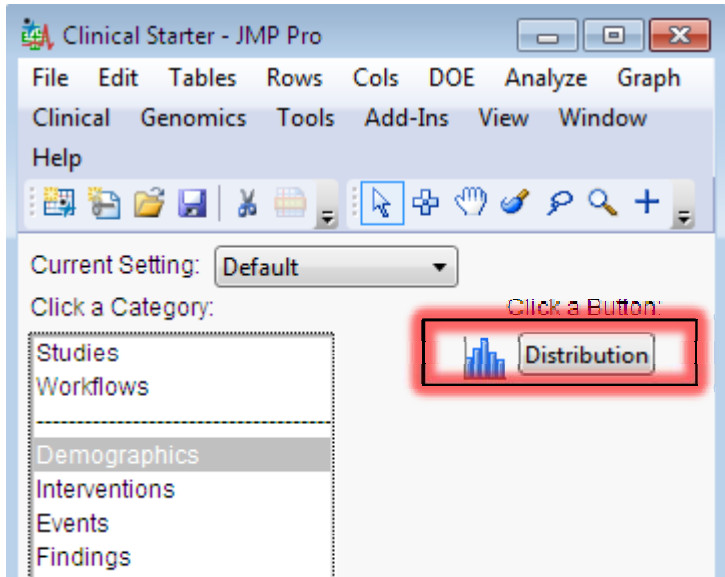 Clinical Starter - JMP Pro
File Edit Tables Rows Cols DOE Analyze Graph
Clinical Genomics Tools Add-Ins View Window
Help
Current Setting: Default
Click a Category:
Click a Button:
Studies
Distribution
Workflows
Demographics
Interventions
Events
Findings